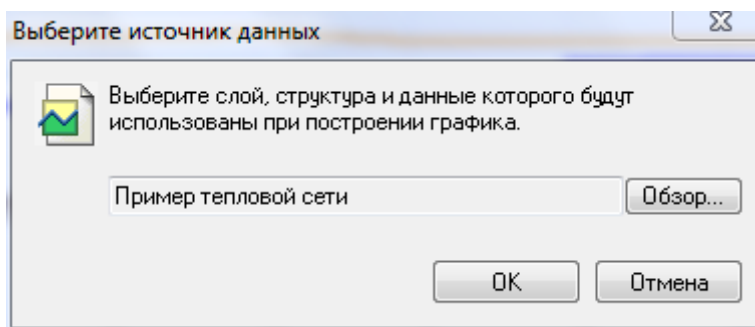 Выберите источник данных
Выберите слой, структура и данные которого будут
использованы при построении графика.
Пример тепловой сети
Обзор...
OK
Отмена